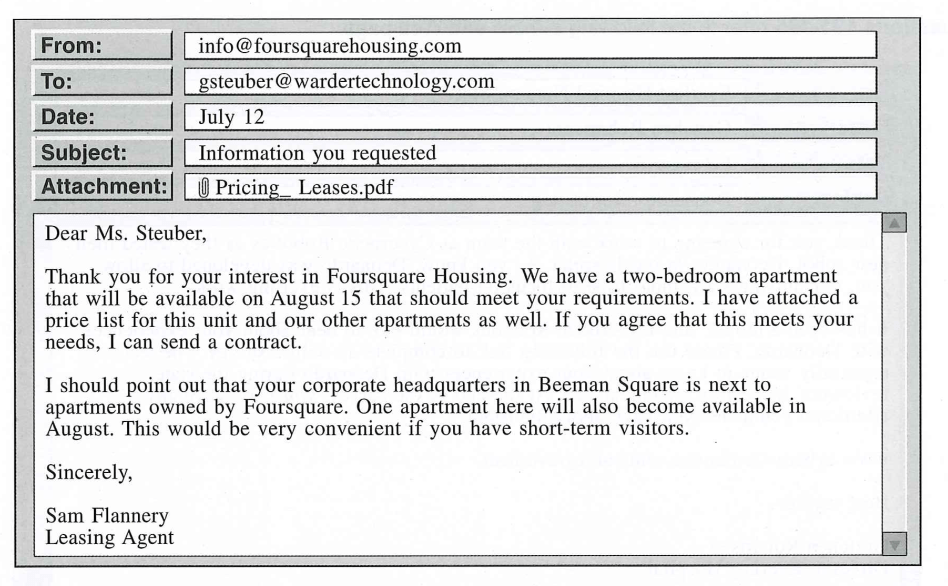 From: info@foursquarehousing.com
To: gsteuber@wardertechnology.com
Date: July 12
Subject: Information you requested
Attachment: Pricing_ Leases.pdf
Dear Ms. Steuber,
Thank you for your interest in Foursquare Housing. We have a two-bedroom apartment
that will be available on August 15 that should meet your requirements. I have attached a
price list for this unit and our other apartments as well. If you agree that this meets your
needs, I can send a contract.
I should point out that your corporate headquarters in Beeman Square is next to
apartments owned by Foursquare. One apartment here will also become available in
August. This would be very convenient if you have short-term visitors.
Sincerely,
Sam Flannery
Leasing Agent